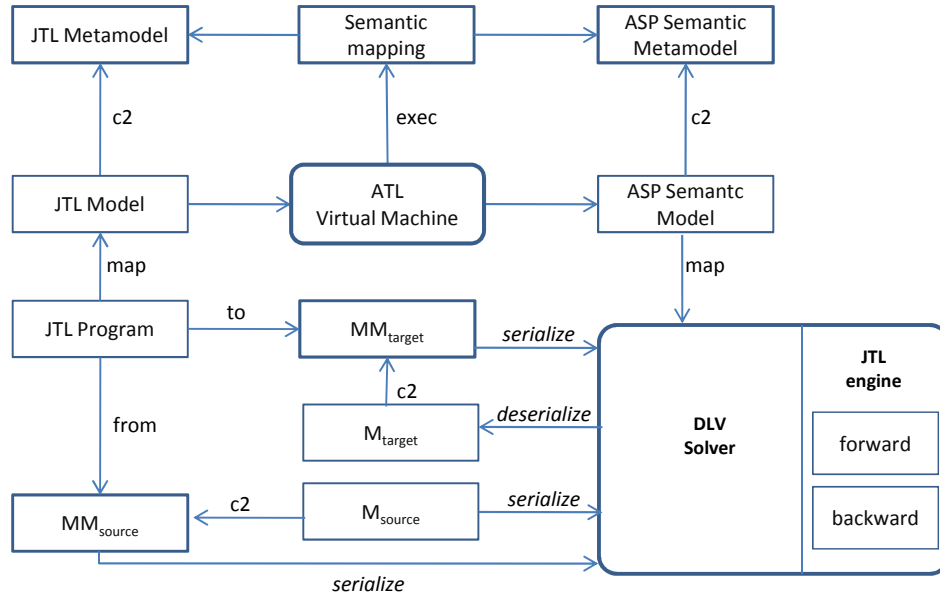 JTL Metamodel
Semantic
mapping
ASP Semantic
Metamodel
c2
exec
c2
JTL Model
ATL
Virtual Machine
ASP Semantc
Model
map
map
JTL Program
to
MMtarget
serialize
JTL
engine
c2
deserialize
Mtarget
DLV
Solver
forward
from
c2
Msource
serialize
backward
MMsource
serialize